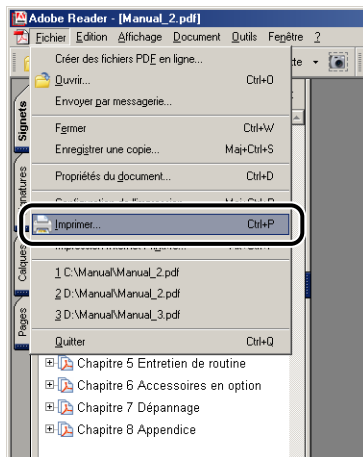 Adobe Reader - [Manual_2.pdf]
Fichier Edition Affichage Document Outils Fenêtre ?
Créer des fichiers PDF en ligne...
Ouvrir... Ctrl+O
Envoyer par messagerie...
Fermer Ctrl+W
Enregistrer une copie... Maj+Ctrl+S
Propriétés du document... Ctrl+D
Imprimer... Ctrl+P
1 C:\Manual\Manual_2.pdf
2 D:\Manual\Manual_2.pdf
3 D:\Manual\Manual_3.pdf
Quitter Ctrl+Q
Signets
Calques
Pages
Chapitre 5 Entretien de routine
Chapitre 6 Accessoires en option
Chapitre 7 Dépannage
Chapitre 8 Appendice